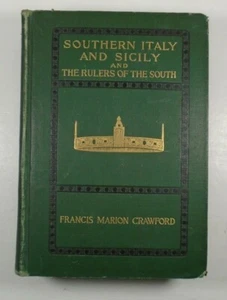 SOUTHERN ITALY
AND SICILY
AND
THE RULERS OF THE SOUTH
FRANCIS MARION CRAWFORD